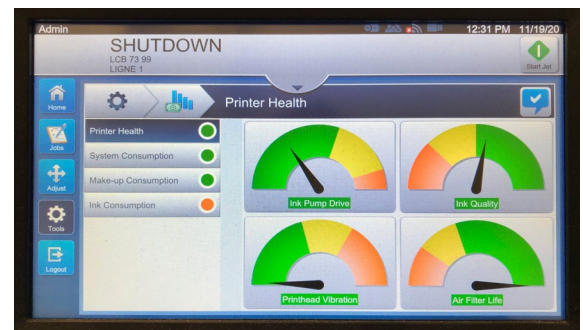 Admin
12:31 PM 11/19/20
SHUTDOWN
LCB 73 99
LIGNE 1
Start Jet
Home
Printer Health
Jobs
Printer Health
System Consumption
Adjust
Make-up Consumption
Ink Consumption
Tools
Logout
Ink Pump Drive
Ink Quality
Printhead Vibration
Air Filter Life